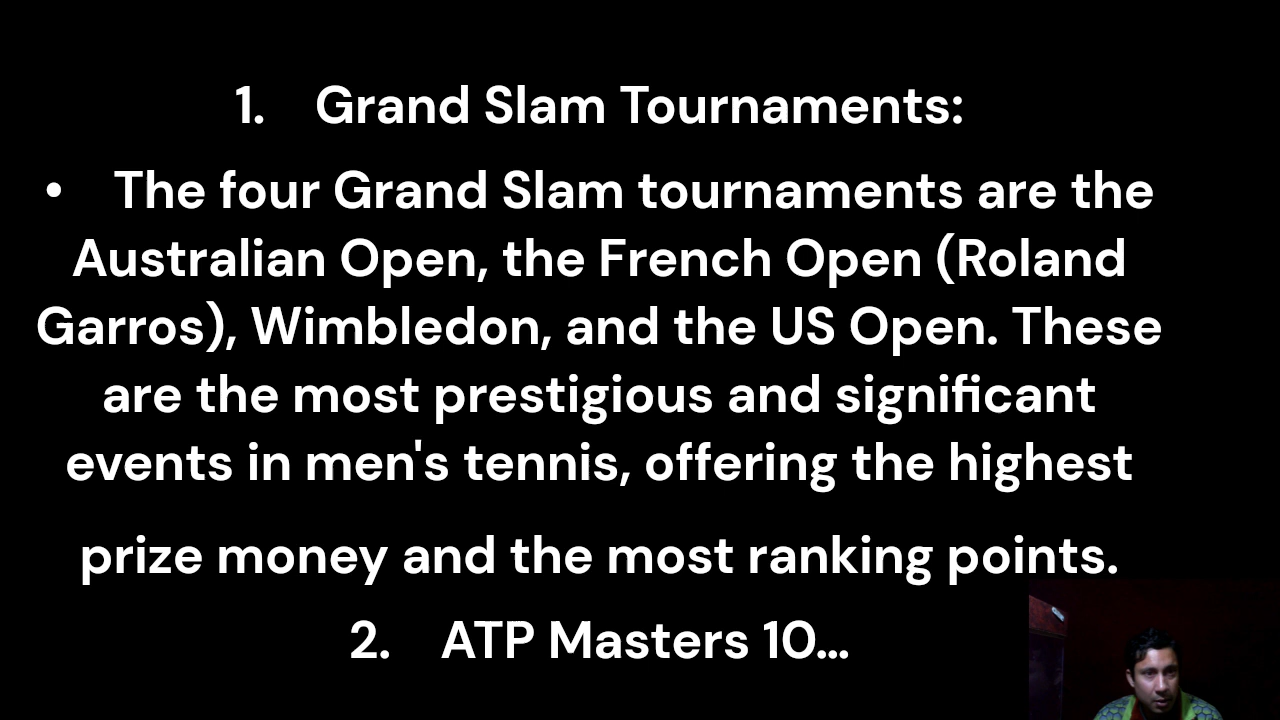 1. Grand Slam Tournaments:
• The four Grand Slam tournaments are the
Australian Open, the French Open (Roland
Garros), Wimbledon, and the US Open. These
are the most prestigious and significant
events in men's tennis, offering the highest
prize money and the most ranking points.
2. ATP Masters 10...